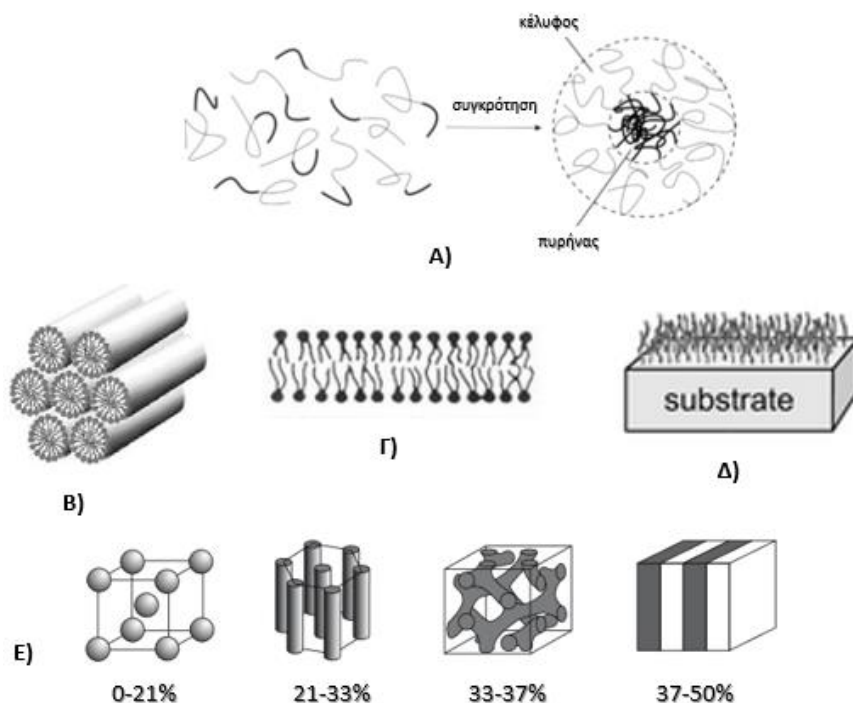 κέλυφος
συγκρότηση
πυρήνας
A)
B)
Γ)
substrate
Δ)
E)
0-21%
21-33%
33-37%
37-50%